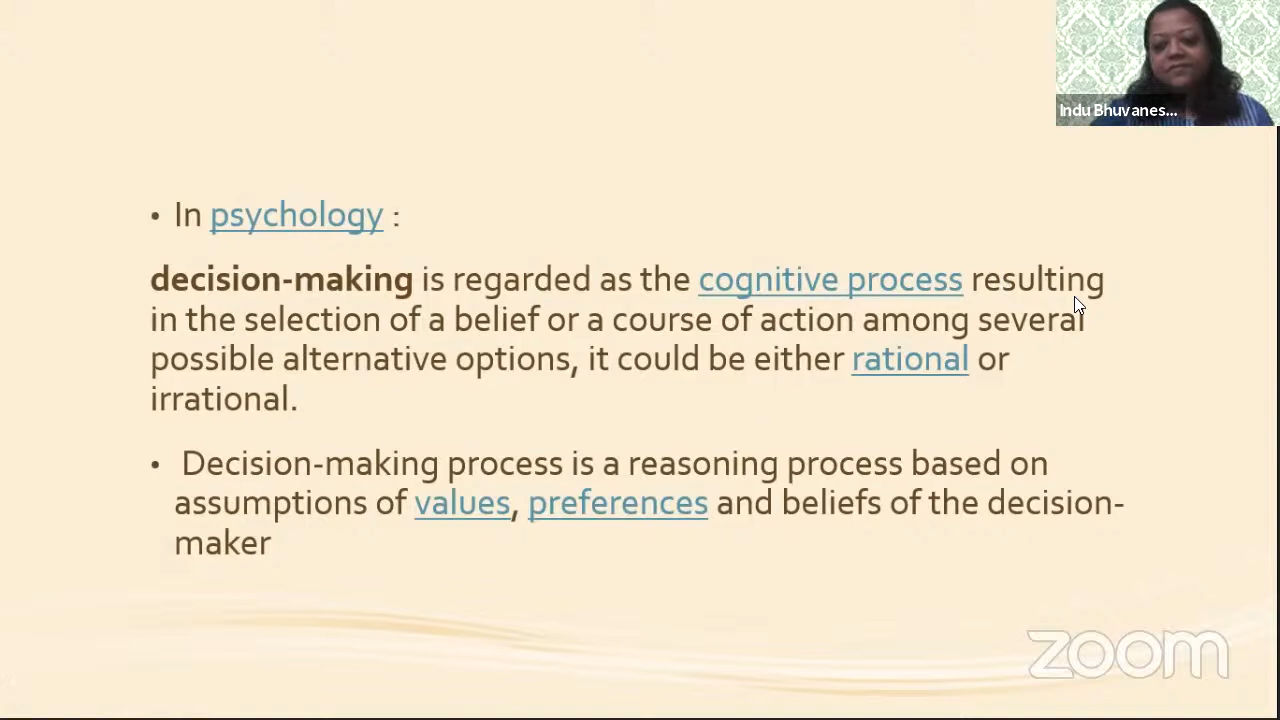 Indu Bhuvanes...
• In psychology :
decision-making is regarded as the cognitive process resulting
in the selection of a belief or a course of action among several
possible alternative options, it could be either rational or
irrational.
• Decision-making process is a reasoning process based on
assumptions of values, preferences and beliefs of the decision-
maker
zoom